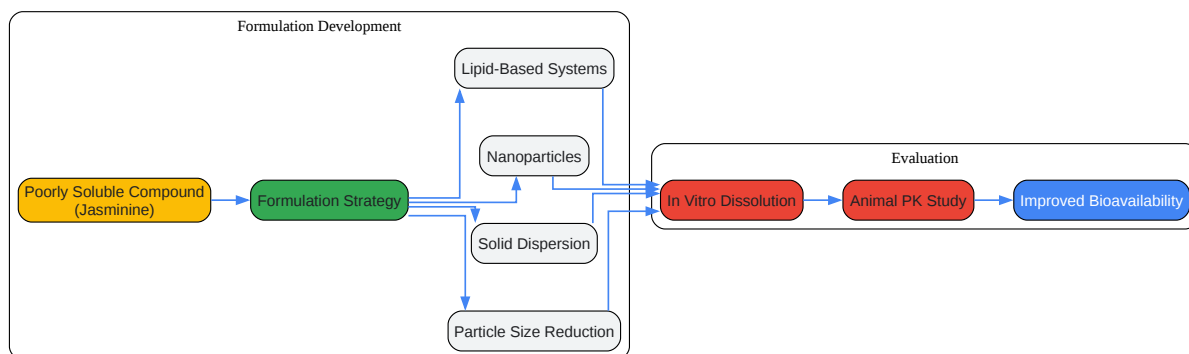 Formulation Development
Lipid-Based Systems
Nanoparticles
Evaluation
Poorly Soluble Compound
(Jasminine)
Formulation Strategy
In Vitro Dissolution
Animal PK Study
Improved Bioavailability
Solid Dispersion
Particle Size Reduction